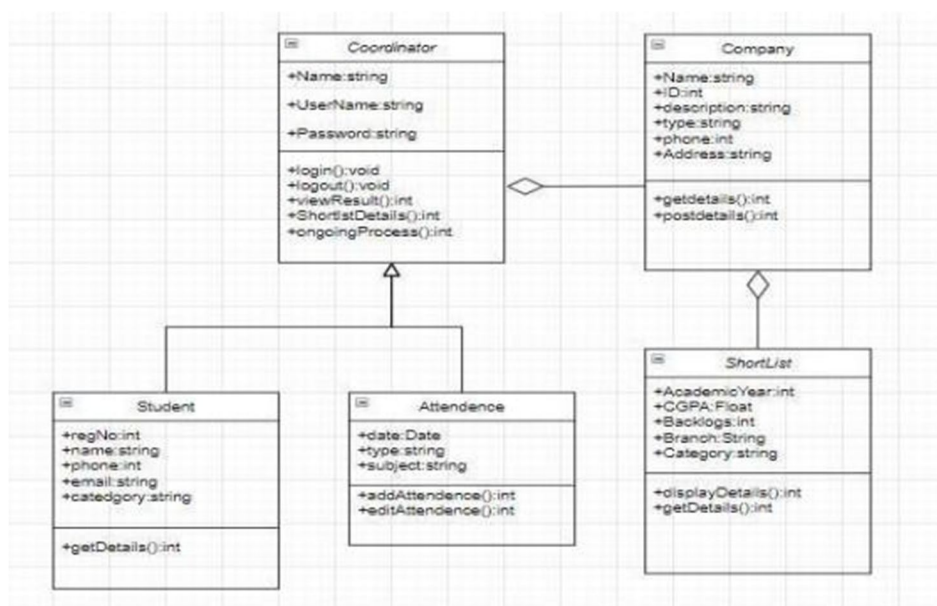 Coordinator
+Name:string
+UserName:string
+Password:string
+login():void
+logout():void
+viewResult():int
+ShortlstDetails():int
+ongoingProcess():int
Company
+Name:string
+ID:int
+description:string
+type:string
+phone:int
+Address:string
+getdetails():int
+postdetails():int
Student
+regNo:int
+name:string
+phone:int
+email:string
+catedgory:string
+getDetails():int
Attendence
+date:Date
+type:string
+subject:string
+addAttendence():int
+editAttendence():int
ShortList
+AcademicYear:int
+CGPA:Float
+Backlogs:int
+Branch:String
+Category:string
+displayDetails():int
+getDetails():int